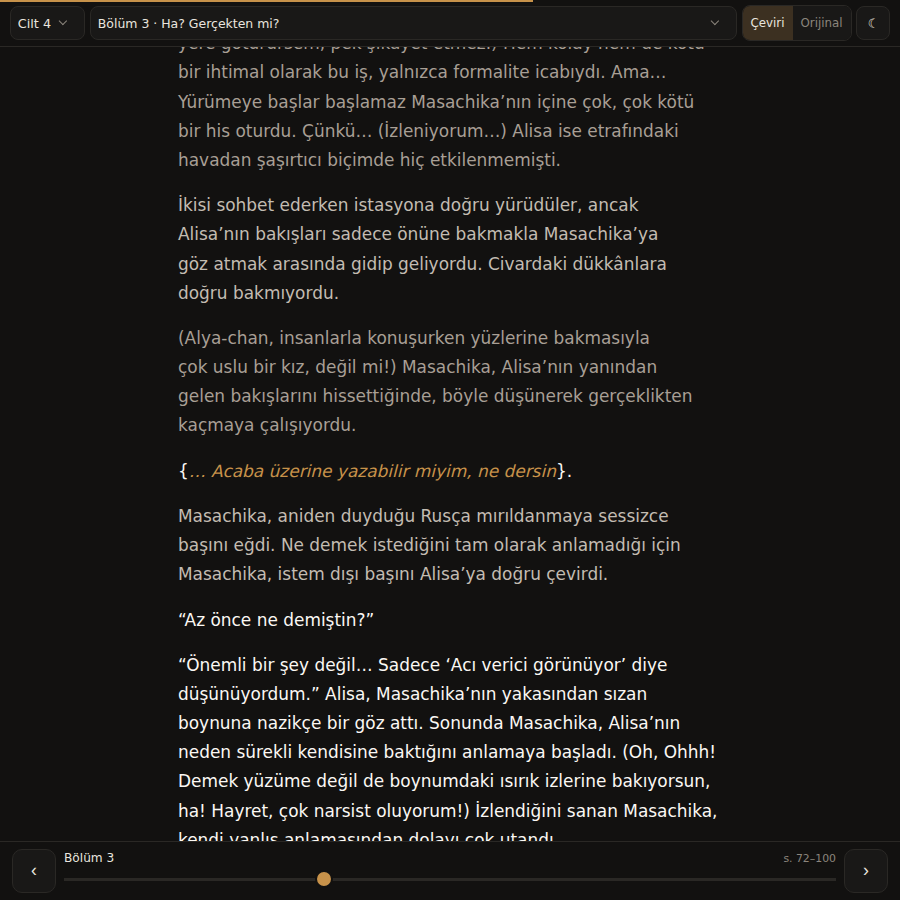 Cilt 4
Bölüm 3 · Ha? Gerçekten mi?
Çeviri
Orijinal
bir ihtimal olarak bu iş, yalnızca formalite icabıydı. Ama…
Yürümeye başlar başlamaz Masachika’nın içine çok, çok kötü
bir his oturdu. Çünkü… (İzleniyorum…) Alisa ise etrafındaki
havadan şaşırtıcı biçimde hiç etkilenmemişti.
İkisi sohbet ederken istasyona doğru yürüdüler, ancak
Alisa’nın bakışları sadece önüne bakmakla Masachika’ya
göz atmak arasında gidip geliyordu. Civardaki dükkânlara
doğru bakmıyordu.
(Alya-chan, insanlarla konuşurken yüzlerine bakmasıyla
çok uslu bir kız, değil mi!) Masachika, Alisa’nın yanından
gelen bakışlarını hissettiğinde, böyle düşünerek gerçeklikten
kaçmaya çalışıyordu.
{… Acaba üzerine yazabilir miyim, ne dersin}.
Masachika, aniden duyduğu Rusça mırıldanmaya sessizce
başını eğdi. Ne demek istediğini tam olarak anlamadığı için
Masachika, istem dışı başını Alisa’ya doğru çevirdi.
“Az önce ne demiştin?”
“Önemli bir şey değil… Sadece ‘Acı verici görünüyor’ diye
düşünüyordum.” Alisa, Masachika’nın yakasından sızan
boynuna nazikçe bir göz attı. Sonunda Masachika, Alisa’nın
neden sürekli kendisine baktığını anlamaya başladı. (Oh, Ohhh!
Demek yüzüme değil de boynumdaki ısırık izlerine bakıyorsun,
ha! Hayret, çok narsist oluyorum!) İzlendiğini sanan Masachika,
kendi yanlış anlamasından dolayı çok utandı.
Bölüm 3
s. 72–100